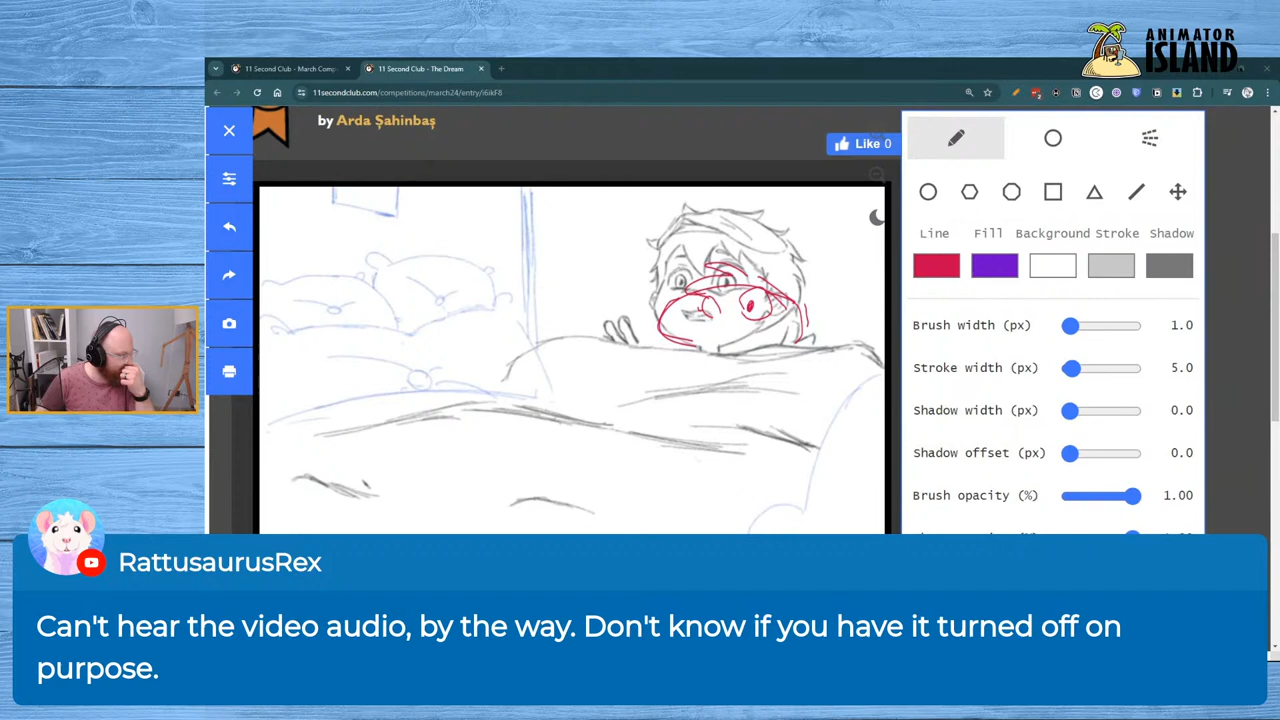 ANIMATOR
ISLAND
11 Second Club - March Comp
11 Second Club - The Dream
11secondclub.com/competitions/march24/entry/i6lkF8
by Arda Şahinbaş
Like 0
Line Fill Background Stroke Shadow
Brush width (px) 1.0
Stroke width (px) 5.0
Shadow width (px) 0.0
Shadow offset (px) 0.0
Brush opacity (%) 1.00
RattusaurusRex
Can't hear the video audio, by the way. Don't know if you have it turned off on
purpose.